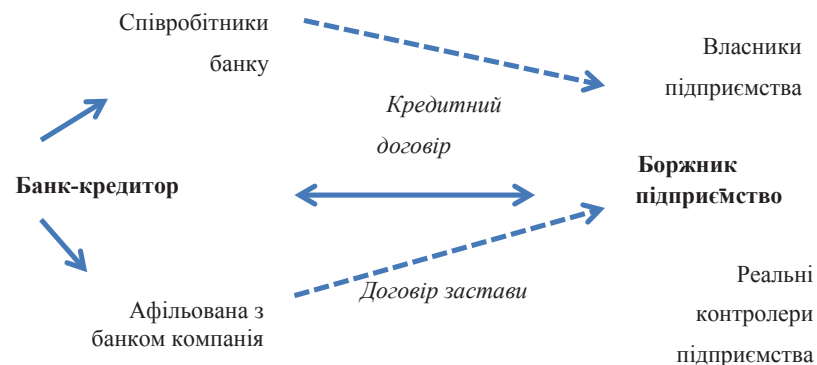 Співробітники
банку
Власники
підприємства
Кредитний
договір
Банк-кредитор
Боржник
підприємство
Договір застави
Афільована з
банком компанія
Реальні
контролери
підприємства